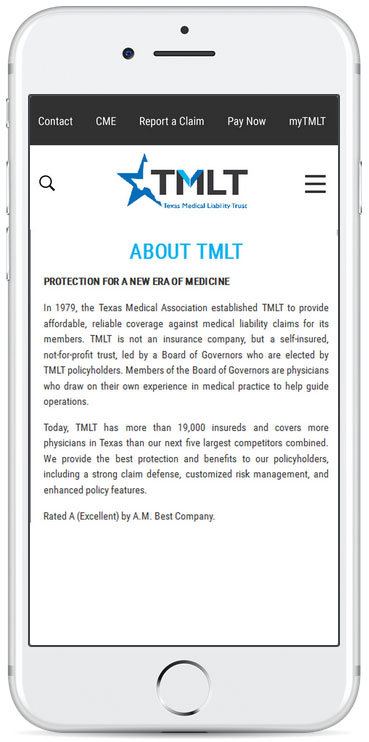 Contact CME Report a Claim Pay Now myTMLT
TMLT
Texas Medical Liability Trust
ABOUT TMLT
PROTECTION FOR A NEW ERA OF MEDICINE
In 1979, the Texas Medical Association established TMLT to provide
affordable, reliable coverage against medical liability claims for its
members. TMLT is not an insurance company, but a self-insured,
not-for-profit trust, led by a Board of Governors who are elected by
TMLT policyholders. Members of the Board of Governors are physicians
who draw on their own experience in medical practice to help guide
operations.
Today, TMLT has more than 19,000 insureds and covers more
physicians in Texas than our next five largest competitors combined.
We provide the best protection and benefits to our policyholders,
including a strong claim defense, customized risk management, and
enhanced policy features.
Rated A (Excellent) by A.M. Best Company.